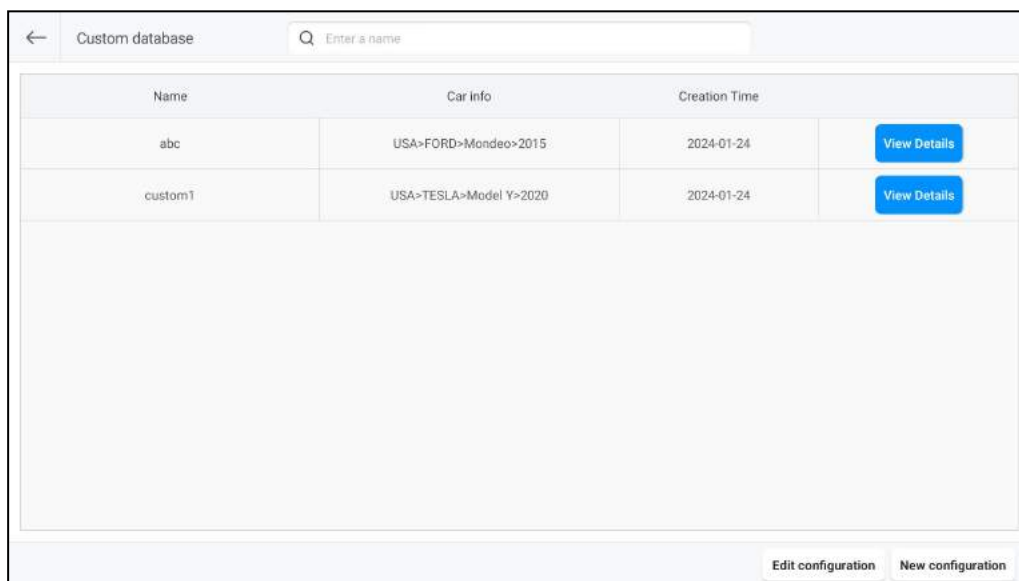 Custom database Enter a name
Name Car info Creation Time
abc USA>FORD>Mondeo>2015 2024-01-24 View Details
custom1 USA>TESLA>Model Y>2020 2024-01-24 View Details
Edit configuration New configuration